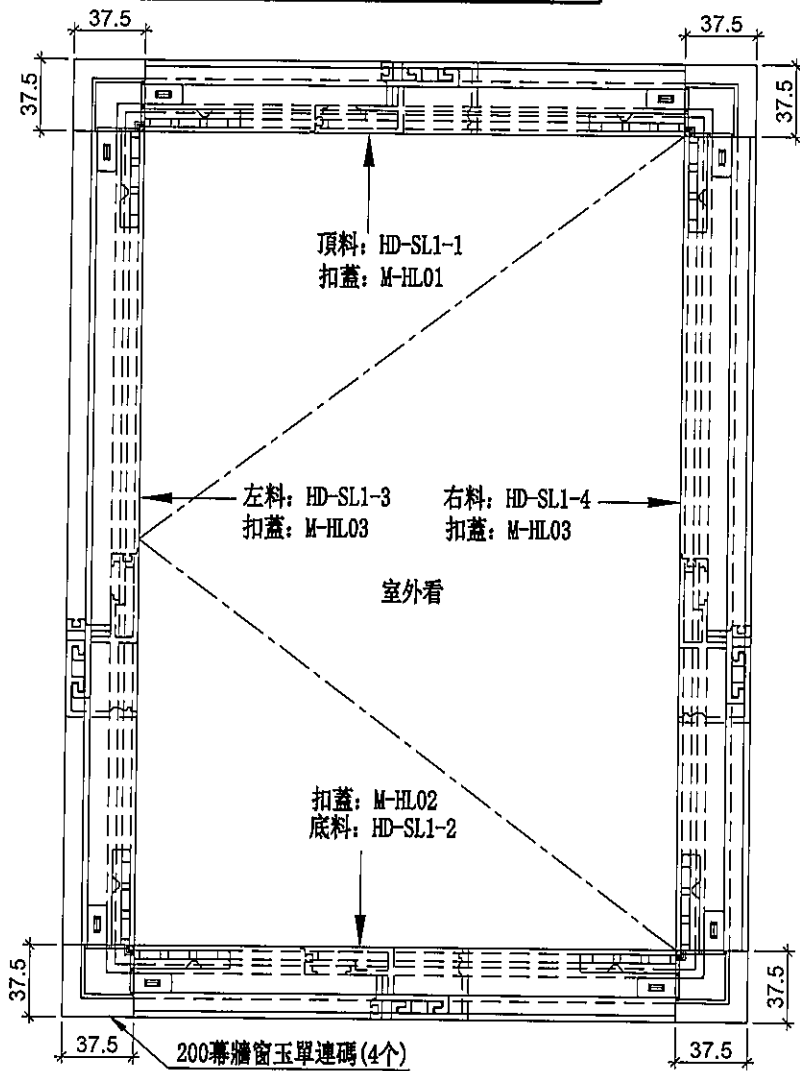 37.5
37.5
37.5
37.5
頂料: HD-SL1-1
扣蓋: M-HL01
左料: HD-SL1-3
扣蓋: M-HL03
右料: HD-SL1-4
扣蓋: M-HL03
室外看
扣蓋: M-HL02
底料: HD-SL1-2
37.5
37.5
37.5
37.5
200幕牆窗玉單連碼(4个)